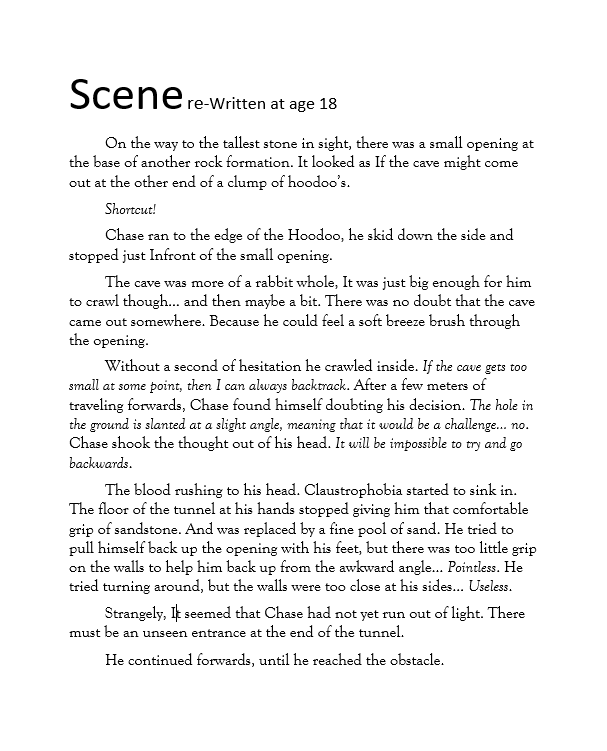 Scene re-Written at age 18
On the way to the tallest stone in sight, there was a small opening at
the base of another rock formation. It looked as If the cave might come
out at the other end of a clump of hoodoo's.
Shortcut!
Chase ran to the edge of the Hoodoo, he skid down the side and
stopped just Infront of the small opening.
The cave was more of a rabbit whole, It was just big enough for him
to crawl though... and then maybe a bit. There was no doubt that the cave
came out somewhere. Because he could feel a soft breeze brush through
the opening.
Without a second of hesitation he crawled inside. If the cave gets too
small at some point, then I can always backtrack. After a few meters of
traveling forwards, Chase found himself doubting his decision. The hole in
the ground is slanted at a slight angle, meaning that it would be a challenge... no.
Chase shook the thought out of his head. It will be impossible to try and go
backwards.
The blood rushing to his head. Claustrophobia started to sink in.
The floor of the tunnel at his hands stopped giving him that comfortable
grip of sandstone. And was replaced by a fine pool of sand. He tried to
pull himself back up the opening with his feet, but there was too little grip
on the walls to help him back up from the awkward angle... Pointless. He
tried turning around, but the walls were too close at his sides... Useless.
Strangely, It seemed that Chase had not yet run out of light. There
must be an unseen entrance at the end of the tunnel.
He continued forwards, until he reached the obstacle.